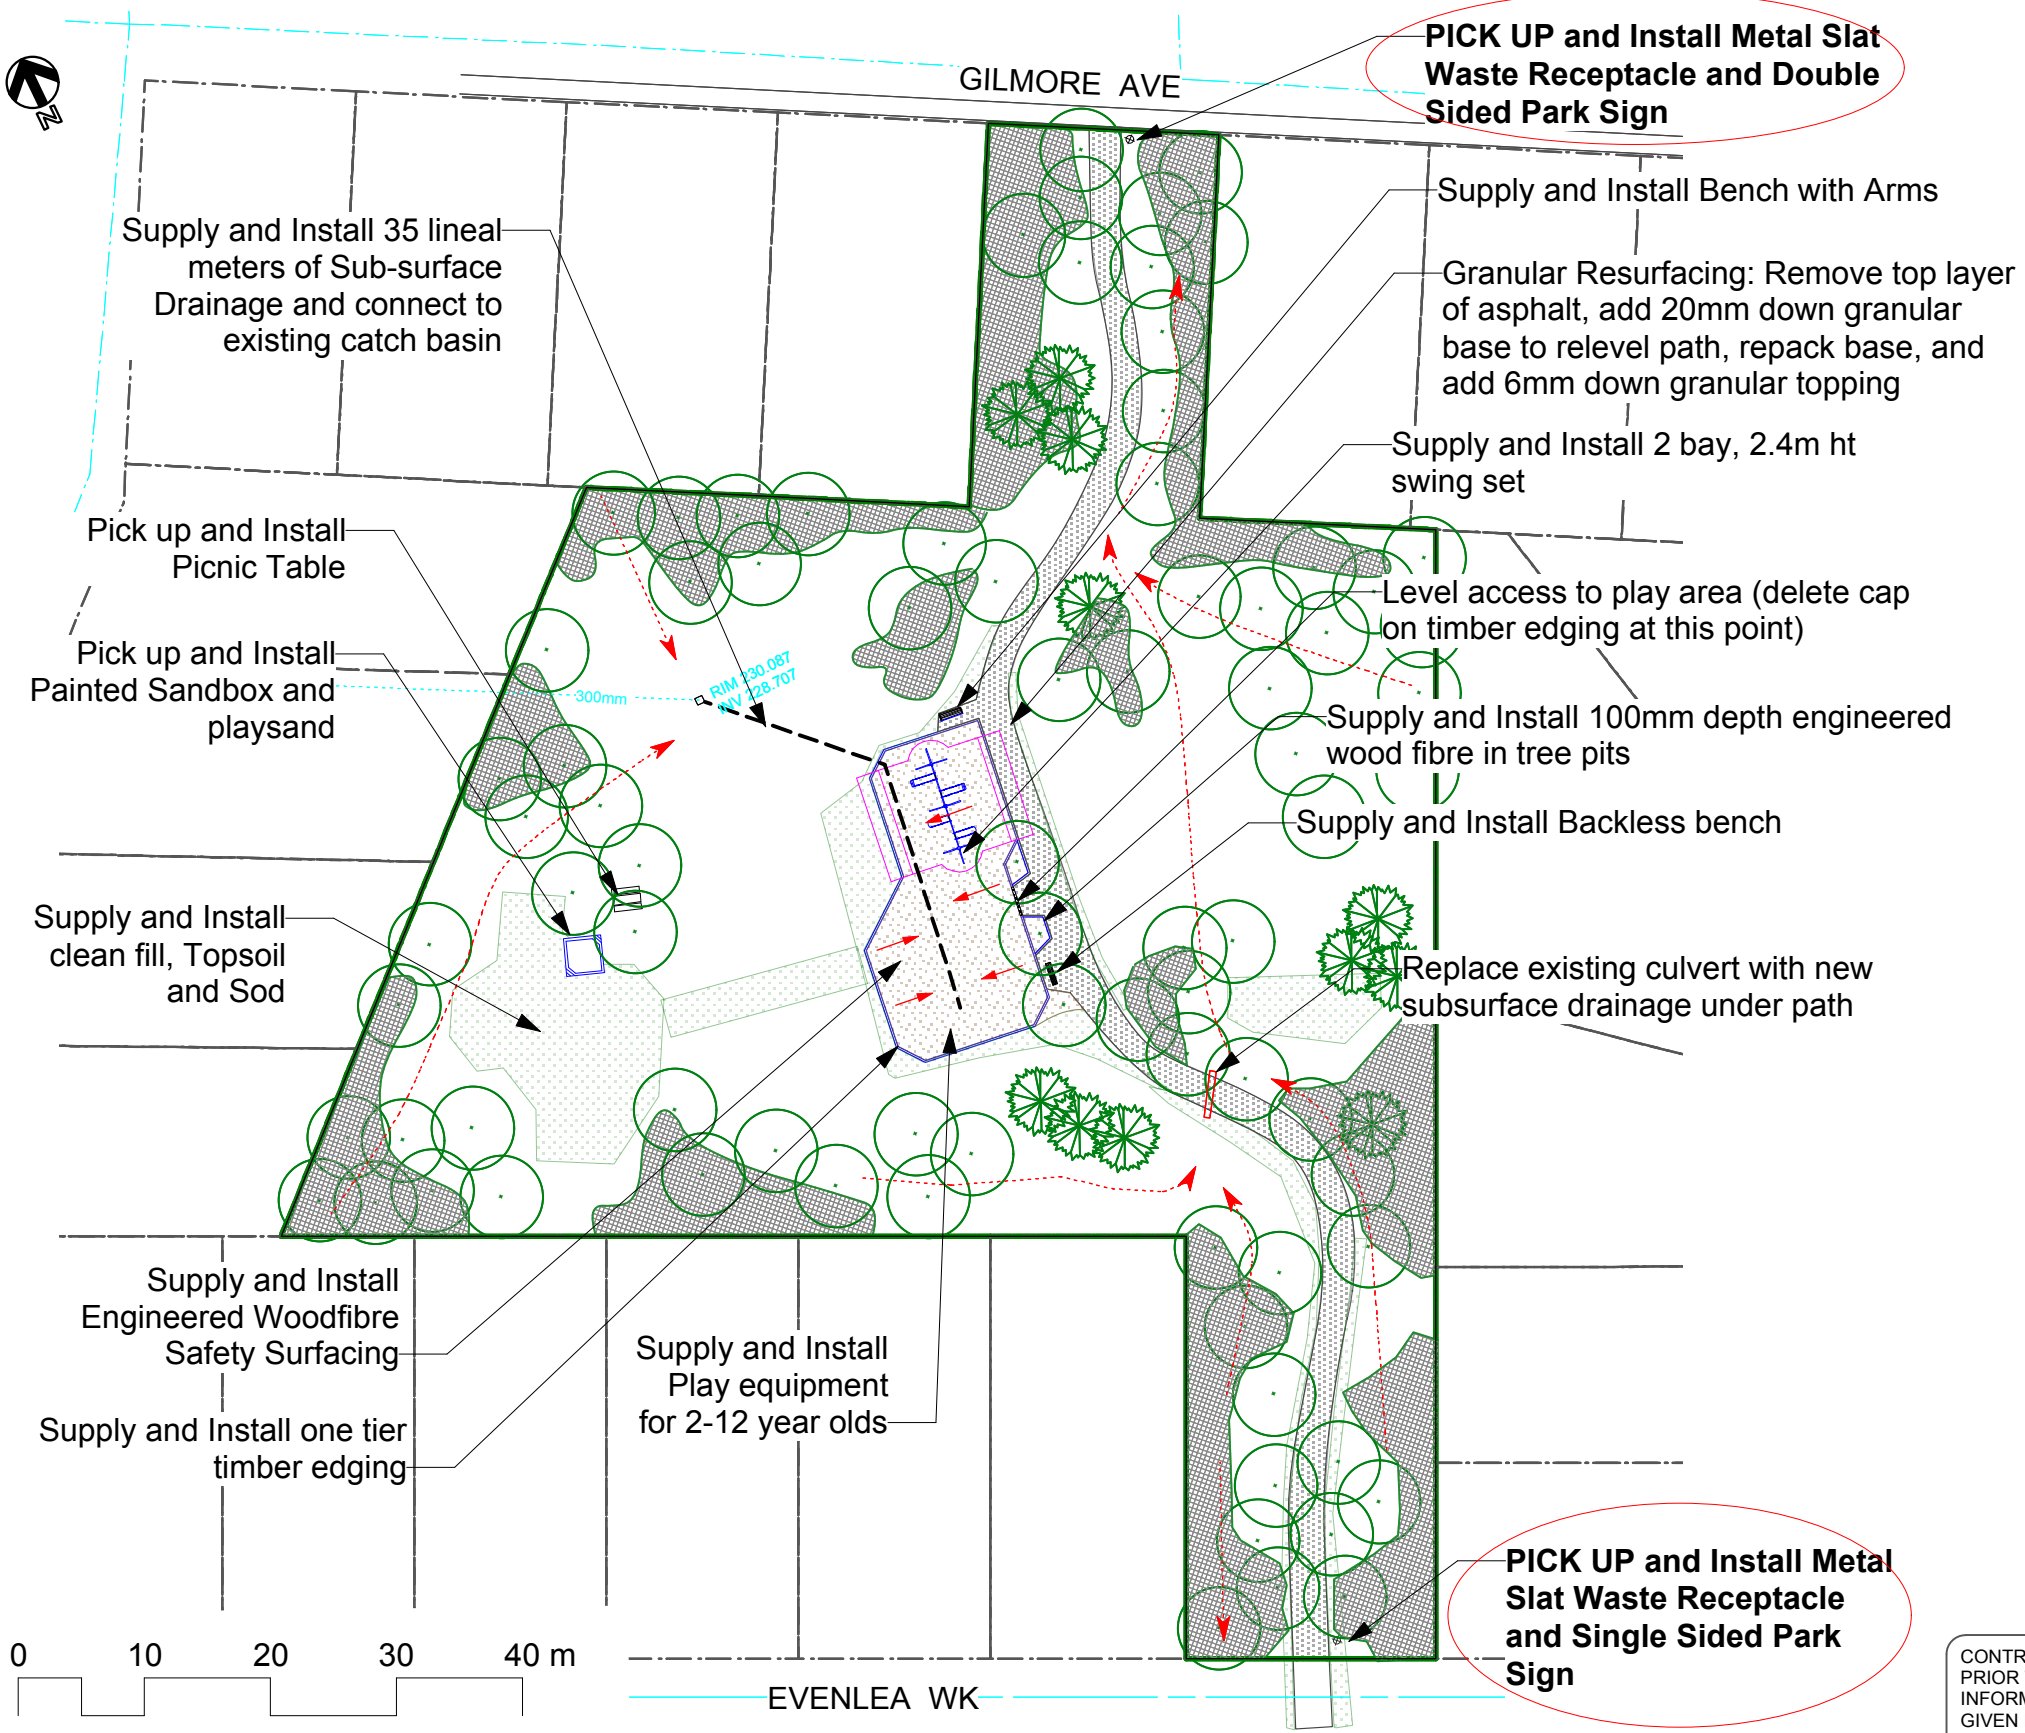 PICK UP and Install Metal Slat
Waste Receptacle and Double
Sided Park Sign
GILMORE AVE
N
Supply and Install Bench with Arms
Supply and Install 35 lineal
meters of Sub-surface
Drainage and connect to
existing catch basin
Granular Resurfacing: Remove top layer
of asphalt, add 20mm down granular
base to relevel path, repack base, and
add 6mm down granular topping
Supply and Install 2 bay, 2.4m ht
swing set
Pick up and Install
Picnic Table
Level access to play area (delete cap
on timber edging at this point)
Pick up and Install
Painted Sandbox and
playsand
300mm
RIM 230.087
INV 228.707
Supply and Install 100mm depth engineered
wood fibre in tree pits
Supply and Install Backless bench
Supply and Install
clean fill, Topsoil
and Sod
Replace existing culvert with new
subsurface drainage under path
Supply and Install
Engineered Woodfibre
Safety Surfacing
Supply and Install
Play equipment
for 2-12 year olds
Supply and Install one tier
timber edging
PICK UP and Install Metal
Slat Waste Receptacle
and Single Sided Park
Sign
0 10 20 30 40 m
EVENLEA WK
CONTR
PRIOR
INFORM
GIVEN